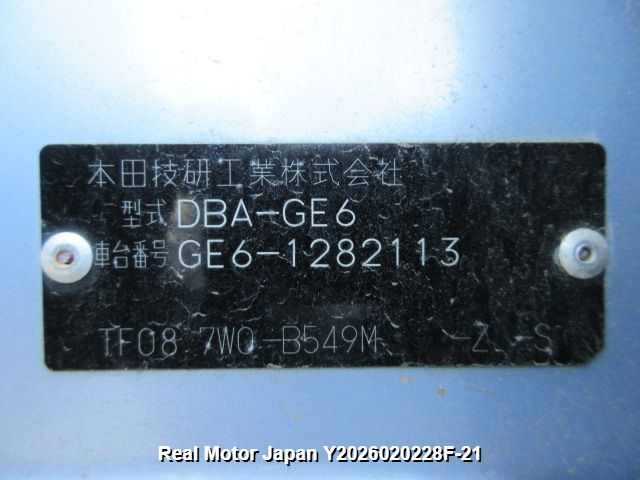 本田技研工業株式会社
型式 DBA-GE6
車台番号 GE6-1282113
TF08 7W0-B549M -Z -S
Real Motor Japan Y2026020228F-21